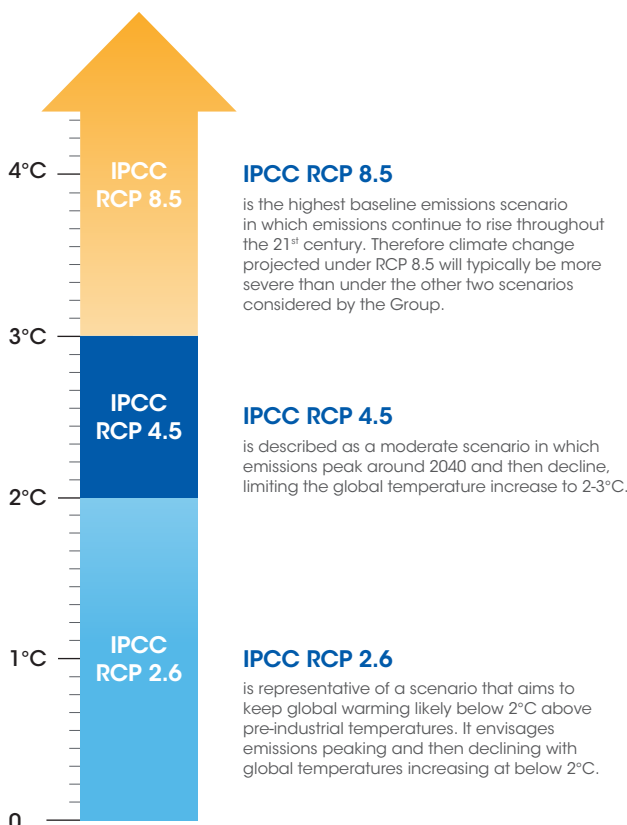 4°C
IPCC
RCP 8.5
IPCC RCP 8.5
is the highest baseline emissions scenario
in which emissions continue to rise throughout
the 21st century. Therefore climate change
projected under RCP 8.5 will typically be more
severe than under the other two scenarios
considered by the Group.
3°C
IPCC
RCP 4.5
IPCC RCP 4.5
is described as a moderate scenario in which
emissions peak around 2040 and then decline,
limiting the global temperature increase to 2-3°C.
2°C
IPCC
RCP 2.6
1°C
IPCC RCP 2.6
is representative of a scenario that aims to
keep global warming likely below 2°C above
pre-industrial temperatures. It envisages
emissions peaking and then declining with
global temperatures increasing at below 2°C.
0